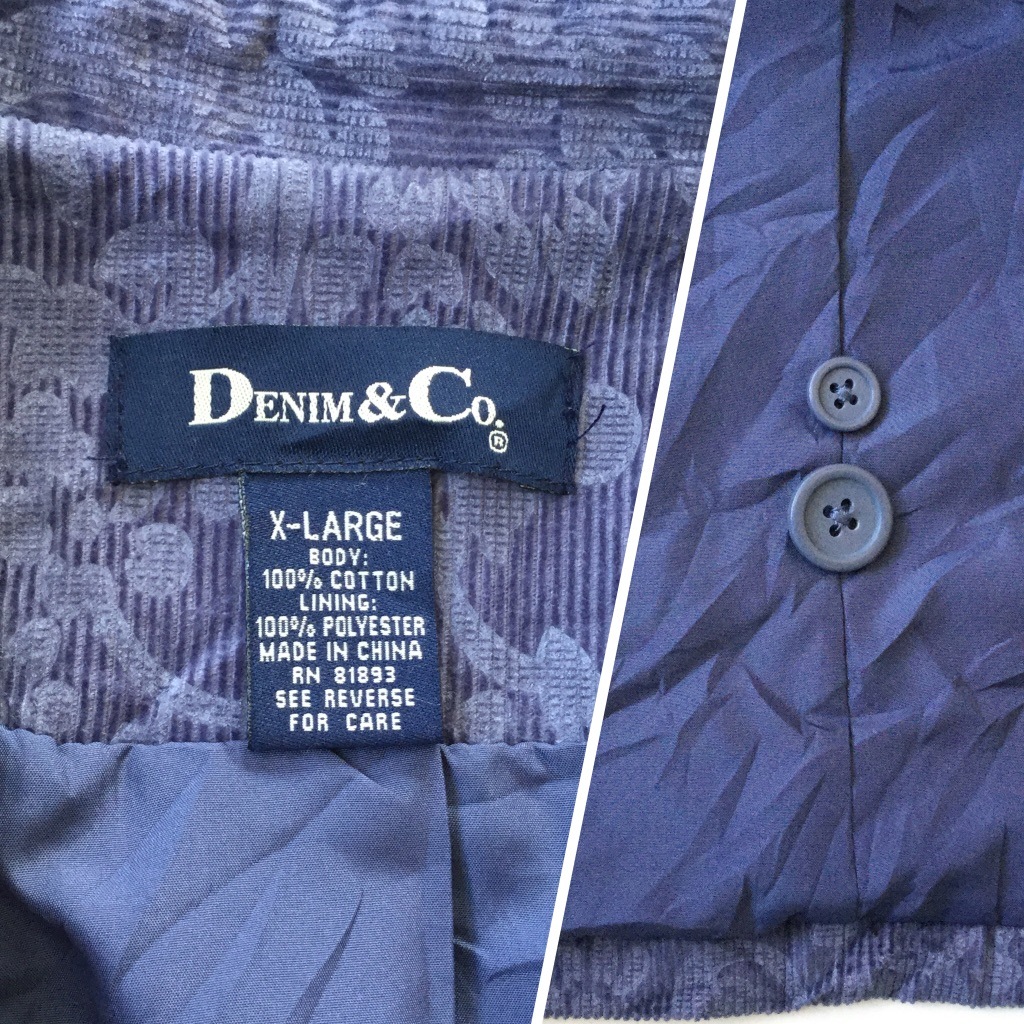 DENIM & CO.®
X-LARGE
BODY:
100% COTTON
LINING:
100% POLYESTER
MADE IN CHINA
RN 81893
SEE REVERSE
FOR CARE